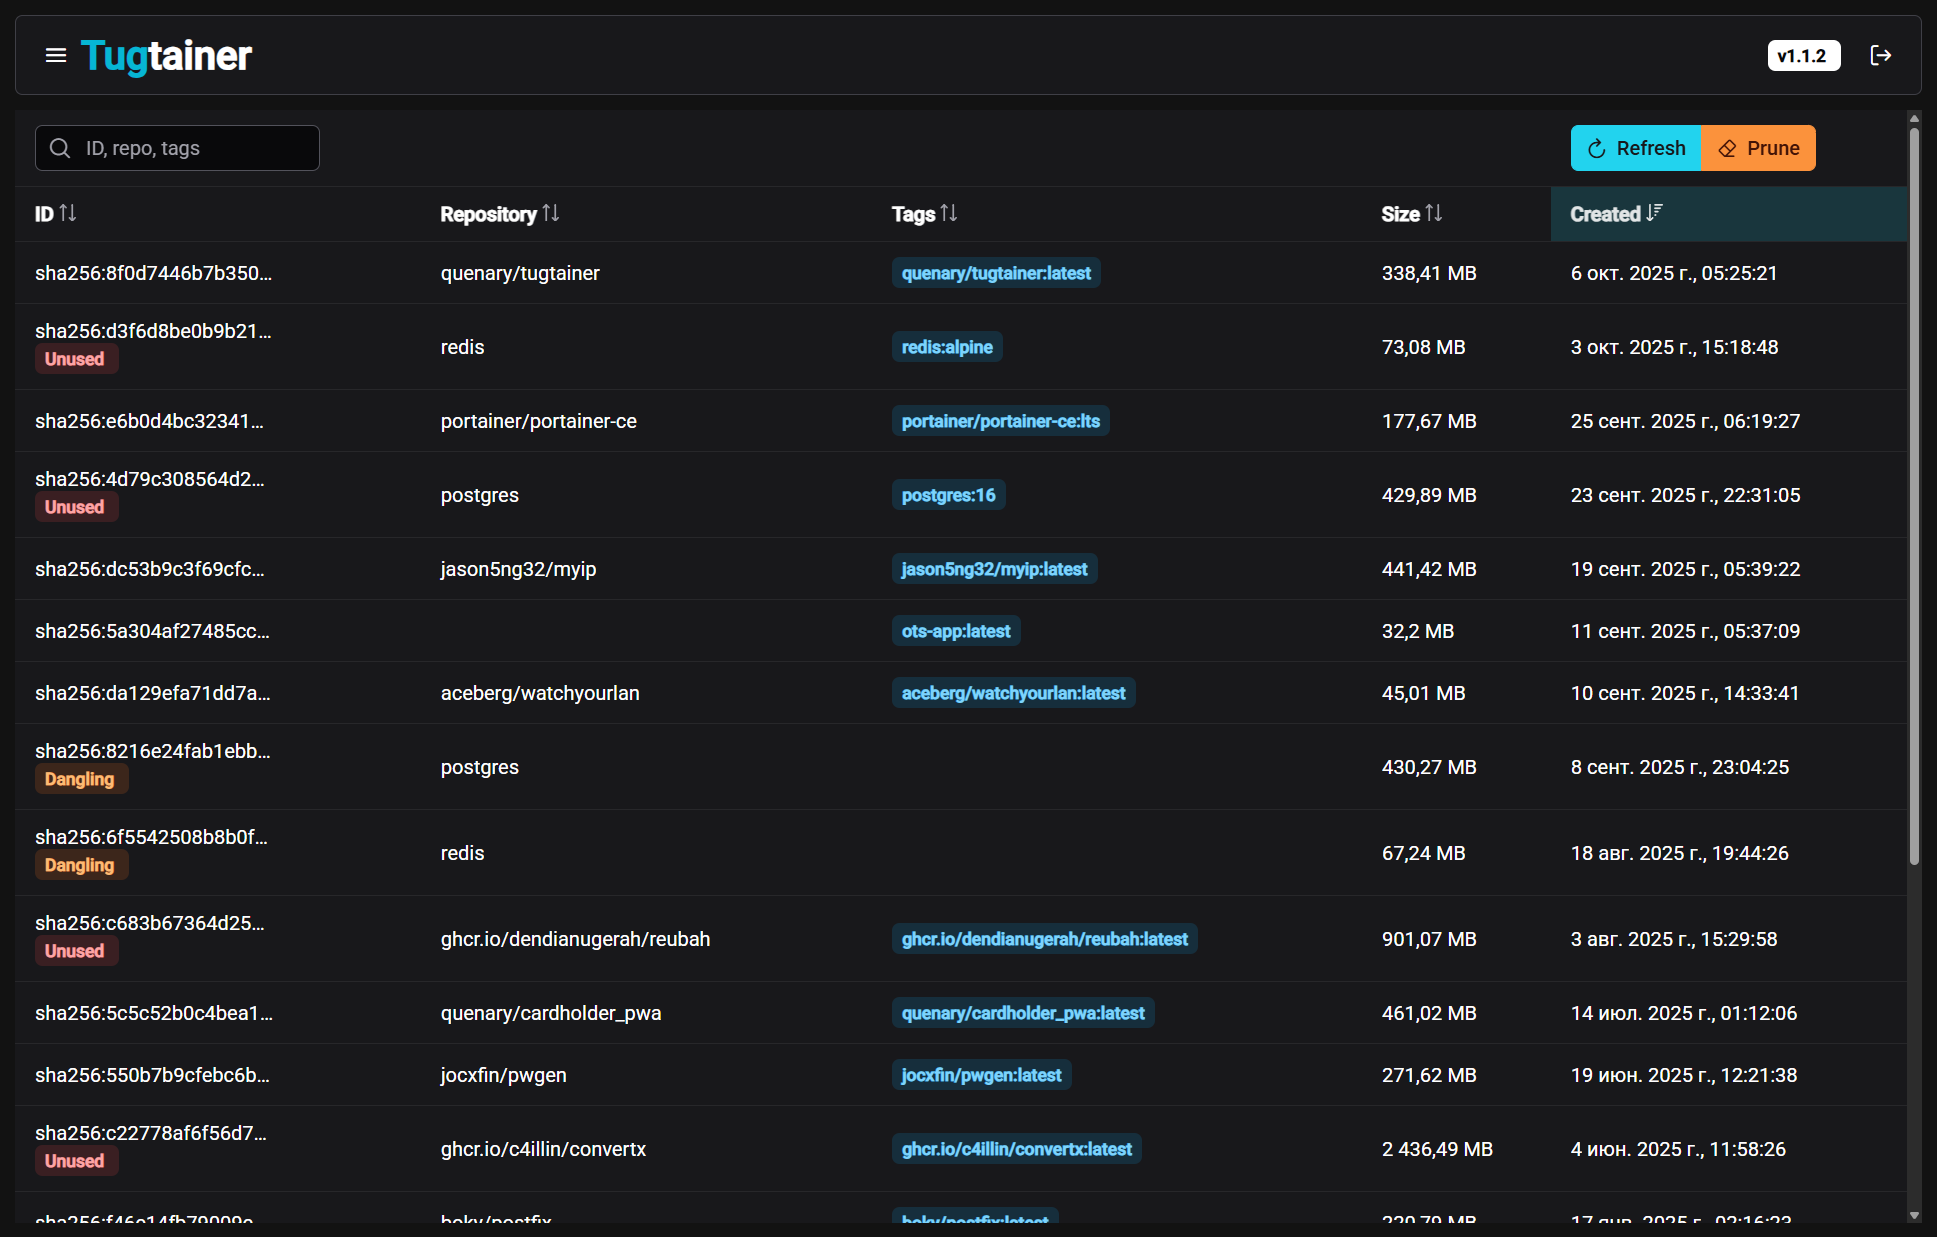 Tugtainer
v1.1.2
ID, repo, tags
Refresh
Prune
ID Repository Tags Size Created
sha256:8f0d7446b7b350... quenary/tugtainer quenary/tugtainer:latest 338,41 MB 6 окт. 2025 г., 05:25:21
sha256:d3f6d8be0b9b21... redis redis:alpine 73,08 MB 3 окт. 2025 г., 15:18:48
Unused
sha256:e6b0d4bc32341... portainer/portainer-ce portainer/portainer-ce:lts 177,67 MB 25 сент. 2025 г., 06:19:27
sha256:4d79c308564d2... postgres postgres:16 429,89 MB 23 сент. 2025 г., 22:31:05
Unused
sha256:dc53b9c3f69cfc... jason5ng32/myip jason5ng32/myip:latest 441,42 MB 19 сент. 2025 г., 05:39:22
sha256:5a304af27485cc... ots-app:latest 32,2 MB 11 сент. 2025 г., 05:37:09
sha256:da129efa71dd7a... aceberg/watchyourlan aceberg/watchyourlan:latest 45,01 MB 10 сент. 2025 г., 14:33:41
sha256:8216e24fab1ebb... postgres 430,27 MB 8 сент. 2025 г., 23:04:25
Dangling
sha256:6f5542508b8b0f... redis 67,24 MB 18 авг. 2025 г., 19:44:26
Dangling
sha256:c683b67364d25... ghcr.io/dendianugerah/reubah ghcr.io/dendianugerah/reubah:latest 901,07 MB 3 авг. 2025 г., 15:29:58
Unused
sha256:5c5c52b0c4bea1... quenary/cardholder_pwa quenary/cardholder_pwa:latest 461,02 MB 14 июл. 2025 г., 01:12:06
sha256:550b7b9cfebc6b... jocxfin/pwgen jocxfin/pwgen:latest 271,62 MB 19 июн. 2025 г., 12:21:38
sha256:c22778af6f56d7... ghcr.io/c4illin/convertx ghcr.io/c4illin/convertx:latest 2 436,49 MB 4 июн. 2025 г., 11:58:26
Unused
boky/postfix boky/postfix:latest